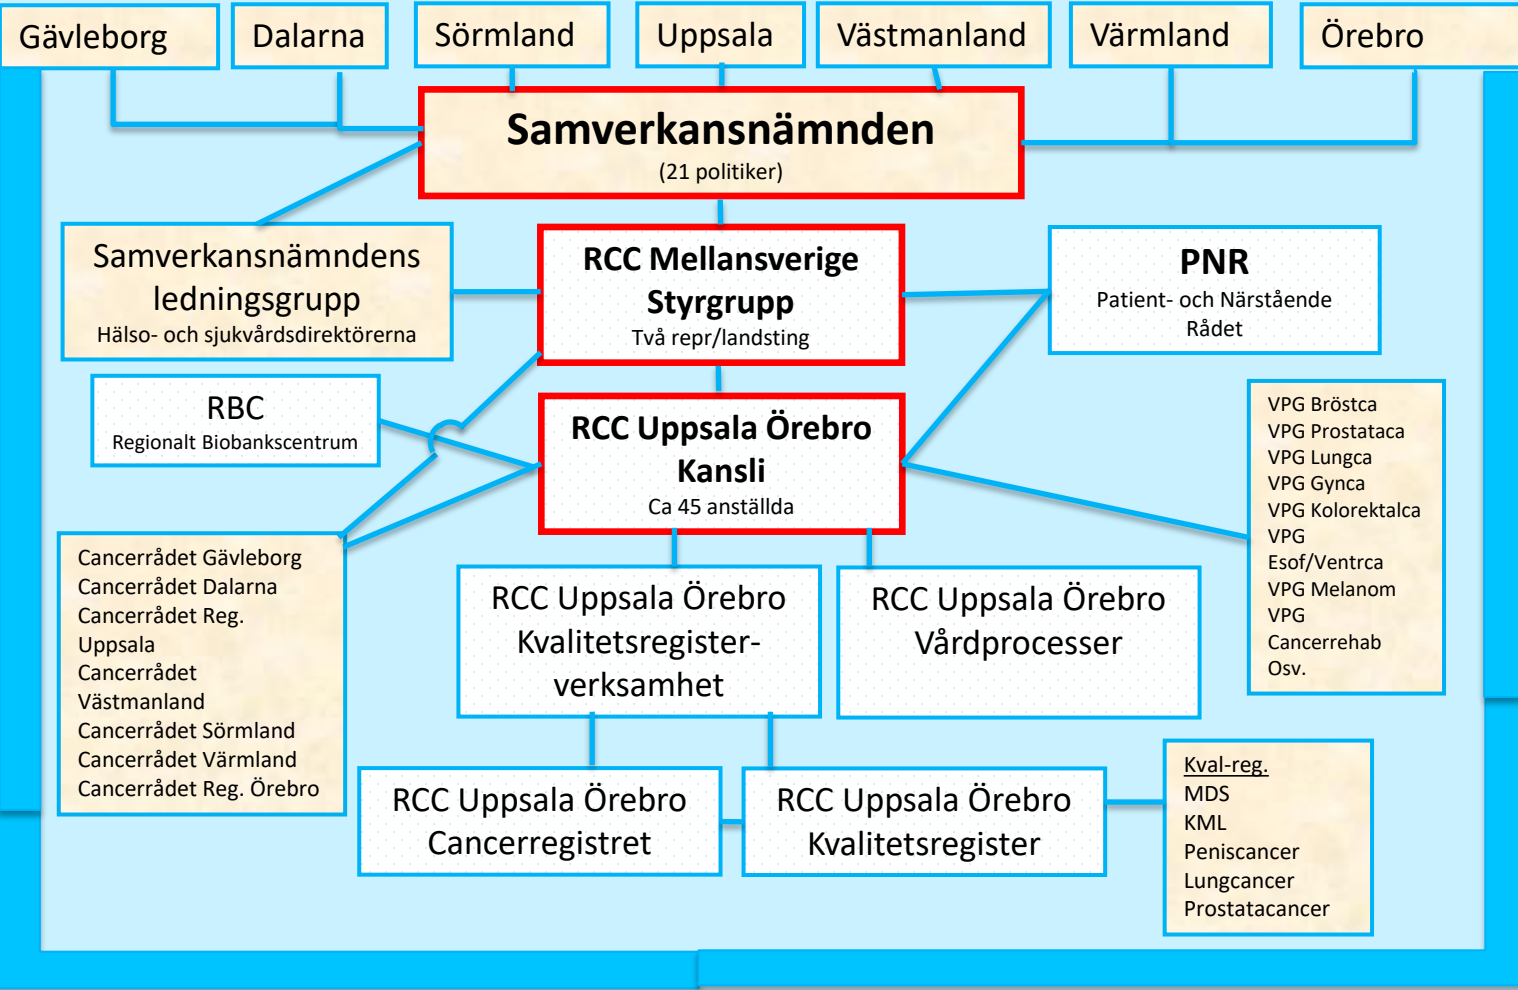 Gävleborg
Dalarna
Sörmland
Uppsala
Västmanland
Värmland
Örebro
Samverkansnämnden
(21 politiker)
Samverkansnämndens
ledningsgrupp
Hälso- och sjukvårdsdirektörerna
RCC Mellansverige
Styrgrupp
Två repr/landsting
PNR
Patient- och Närstående
Rådet
RBC
Regionalt Biobankscentrum
RCC Uppsala Örebro
Kansli
Ca 45 anställda
VPG Bröstca
VPG Prostataca
VPG Lungca
VPG Gynca
VPG Kolorektalca
VPG
Esof/Ventrca
VPG Melanom
VPG
Cancerrehab
Osv.
Cancerrådet Gävleborg
Cancerrådet Dalarna
Cancerrådet Reg.
Uppsala
Cancerrådet
Västmanland
Cancerrådet Sörmland
Cancerrådet Värmland
Cancerrådet Reg. Örebro
RCC Uppsala Örebro
Kvalitetsregister-
verksamhet
RCC Uppsala Örebro
Vårdprocesser
RCC Uppsala Örebro
Cancerregistret
RCC Uppsala Örebro
Kvalitetsregister
Kval-reg.
MDS
KML
Peniscancer
Lungcancer
Prostatacancer